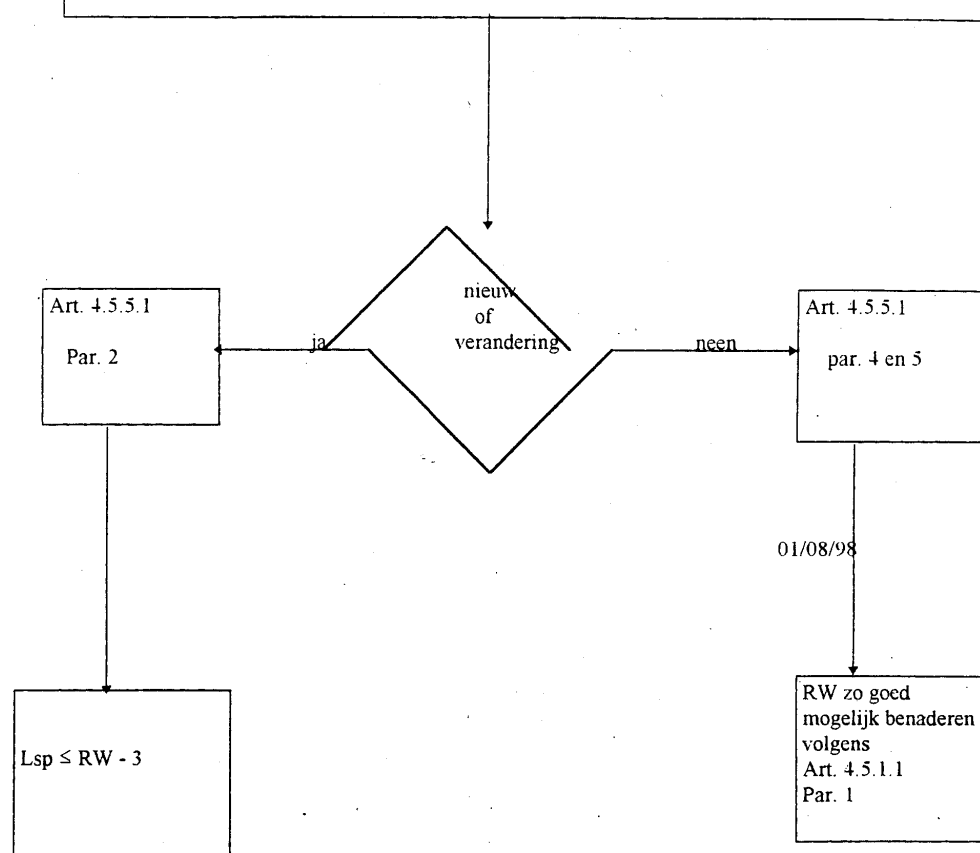 nieuw
of
verandering
ja
neen
Art. 4.5.5.1
Par. 2
Art. 4.5.5.1
par. 4 en 5
01/08/98
Lsp ≤ RW - 3
RW zo goed
mogelijk benaderen
volgens
Art. 4.5.1.1
Par. 1